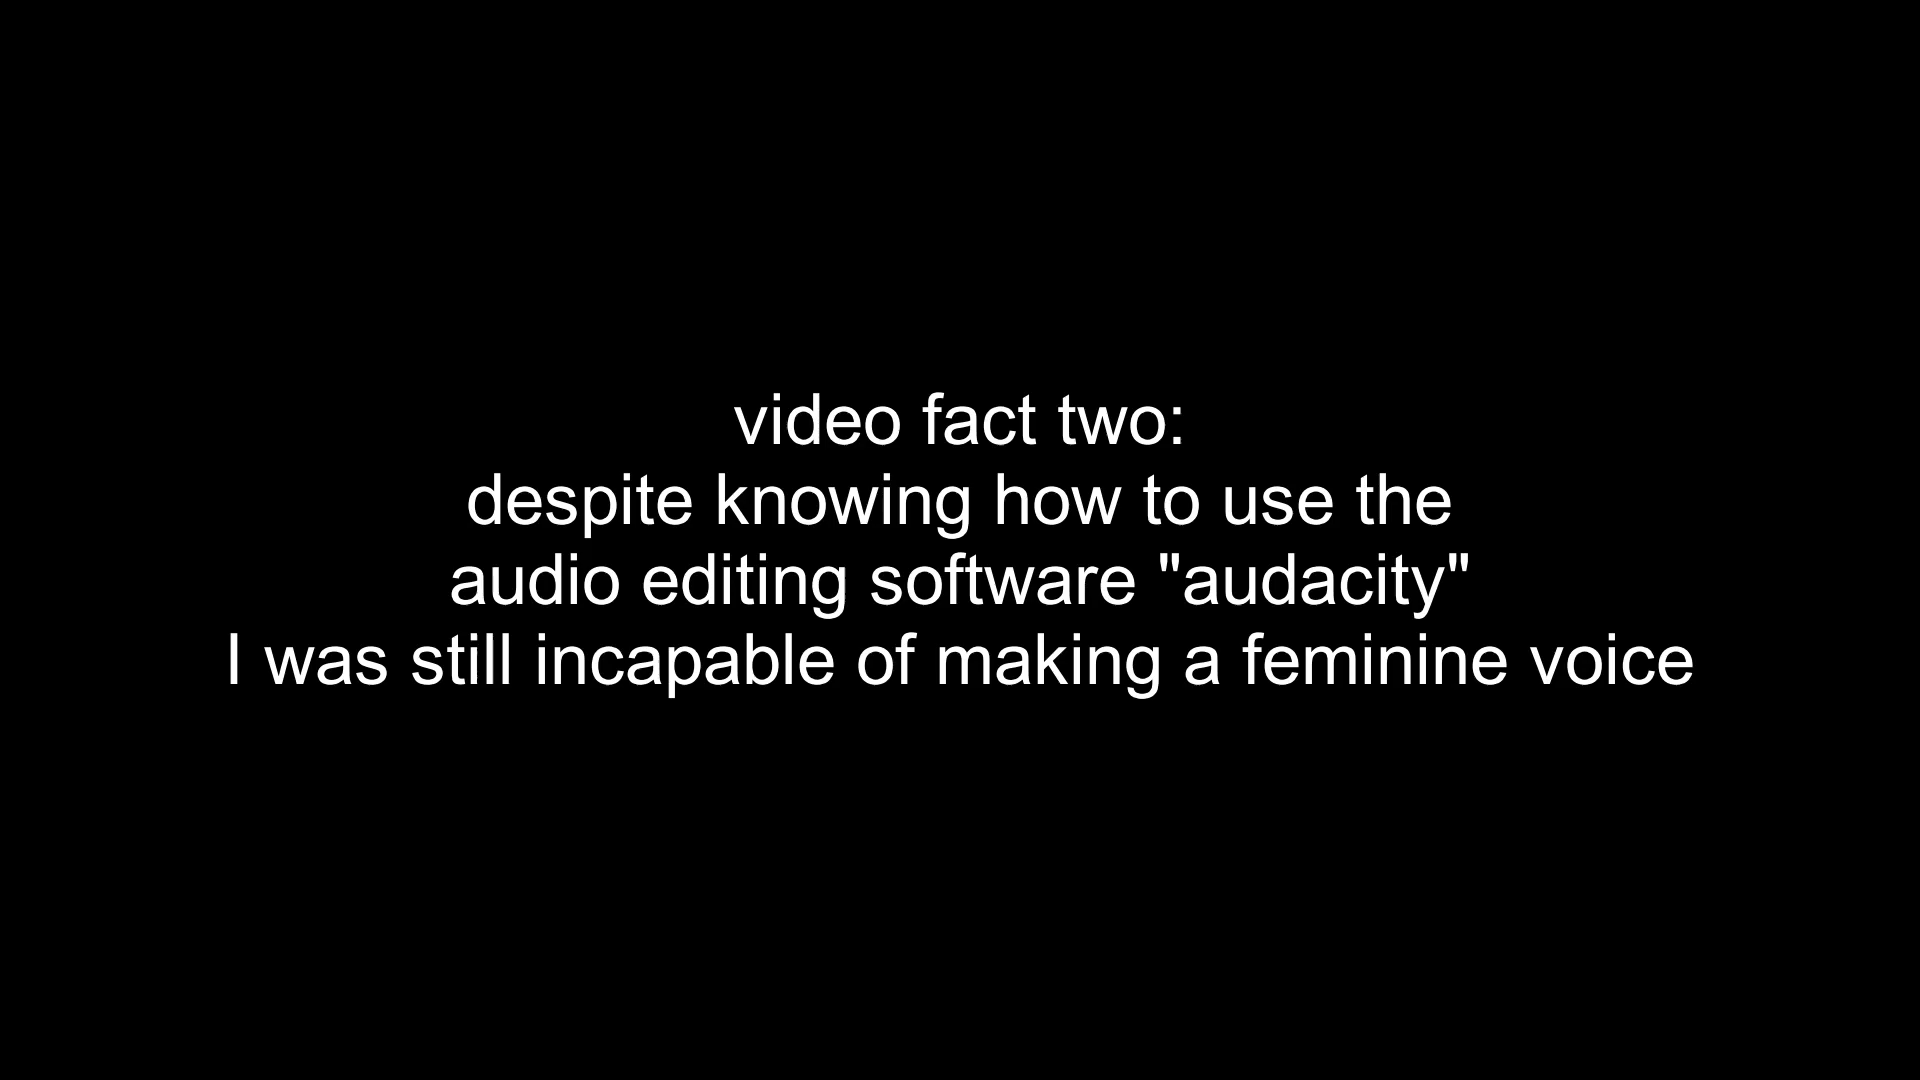 video fact two:
despite knowing how to use the
audio editing software "audacity"
I was still incapable of making a feminine voice